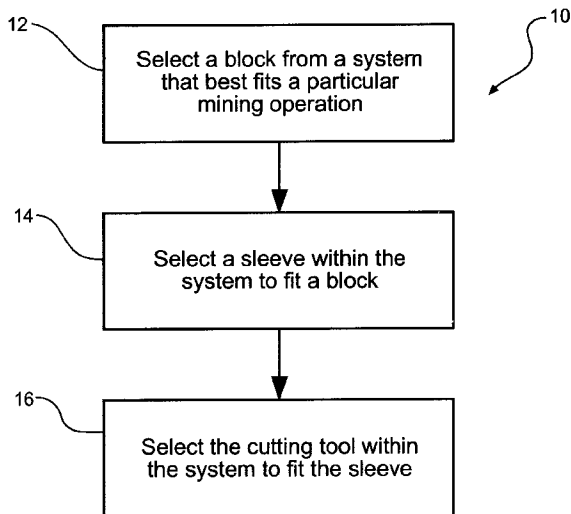 12
10
Select a block from a system
that best fits a particular
mining operation
14
Select a sleeve within the
system to fit a block
16
Select the cutting tool within
the system to fit the sleeve